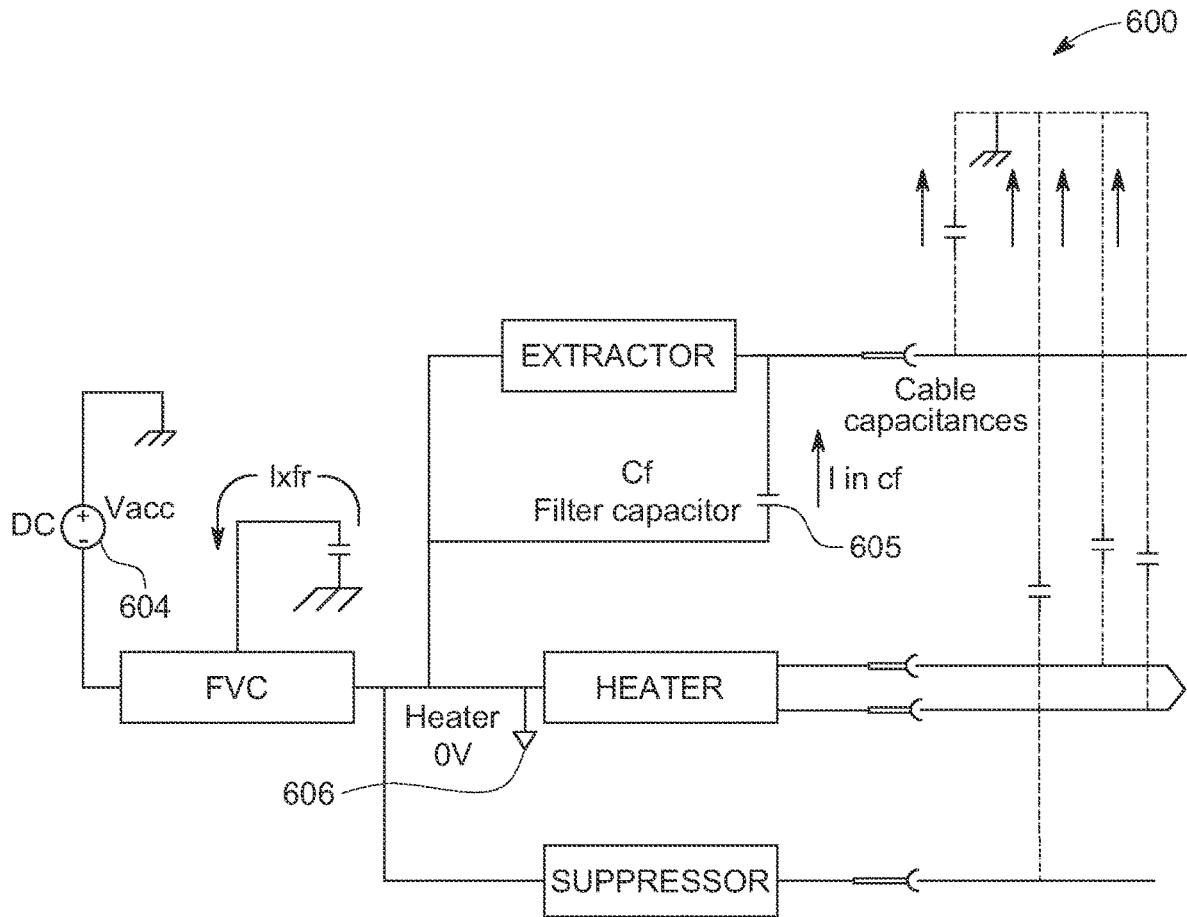 600
EXTRACTOR
Cable
capacitances
Ixfr
Cf
Filter capacitor
I in cf
605
DC
+
-
Vacc
604
FVC
HEATER
Heater
0V
606
SUPPRESSOR